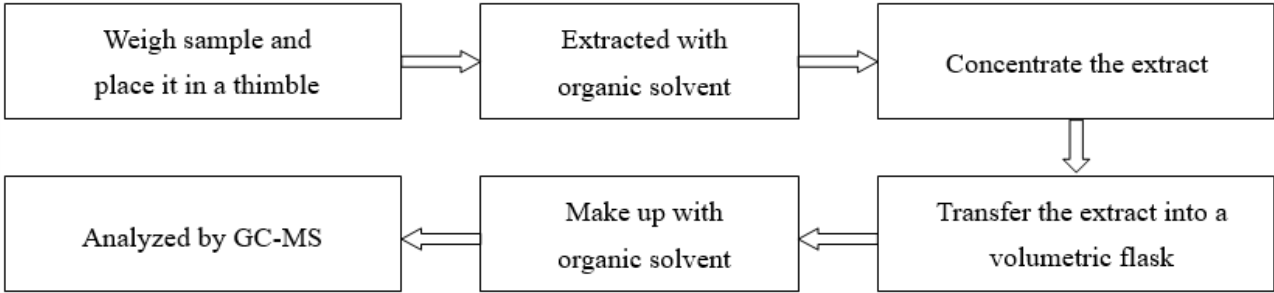 Weigh sample and
place it in a thimble
Extracted with
organic solvent
Concentrate the extract
Transfer the extract into a
volumetric flask
Make up with
organic solvent
Analyzed by GC-MS